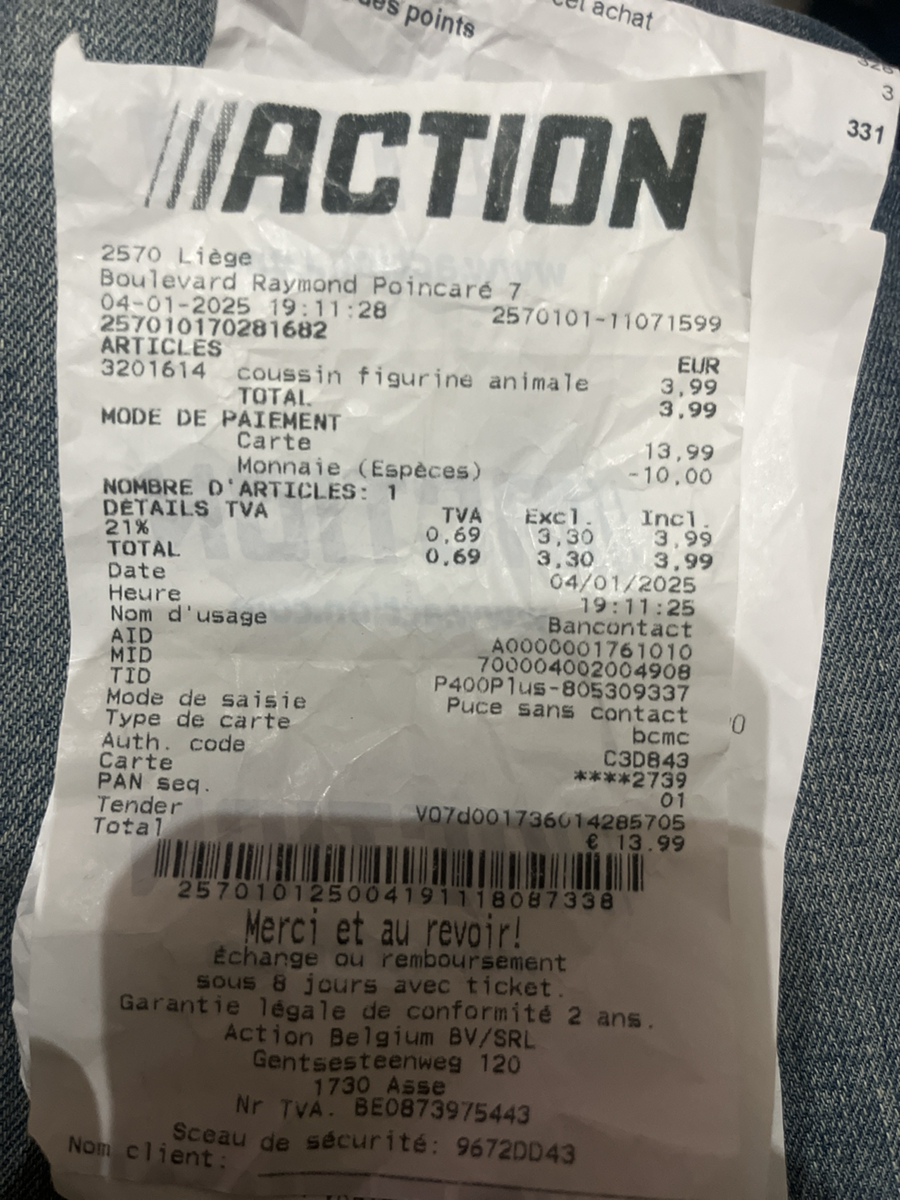 des points
cet achat
3
331
ACTION
2570 Liège
Boulevard Raymond Poincaré 7
04-01-2025 19:11:28 2570101-11071599
257010170281682
ARTICLES EUR
3201614 coussin figurine animale 3,99
TOTAL 3,99
MODE DE PAIEMENT
Carte 13,99
Monnaie (Espèces) -10,00
NOMBRE D'ARTICLES: 1
DÉTAILS TVA TVA Excl. Incl.
21% 0,69 3,30 3,99
TOTAL 0,69 3,30 3,99
Date 04/01/2025
Heure 19:11:25
Nom d'usage Bancontact
AID A0000001761010
MID 700004002004908
TID P400Plus-805309337
Mode de saisie Puce sans contact
Type de carte bcmc
Auth. code C3D843
Carte ****2739
PAN seq. 01
Tender V07d001736014285705
Total € 13.99
257010125004191118087338
Merci et au revoir!
Échange ou remboursement
sous 8 jours avec ticket.
Garantie légale de conformité 2 ans.
Action Belgium BV/SRL
Gentsesteenweg 120
1730 Asse
Nr TVA. BE0873975443
Sceau de sécurité: 9672DD43
Nom client: